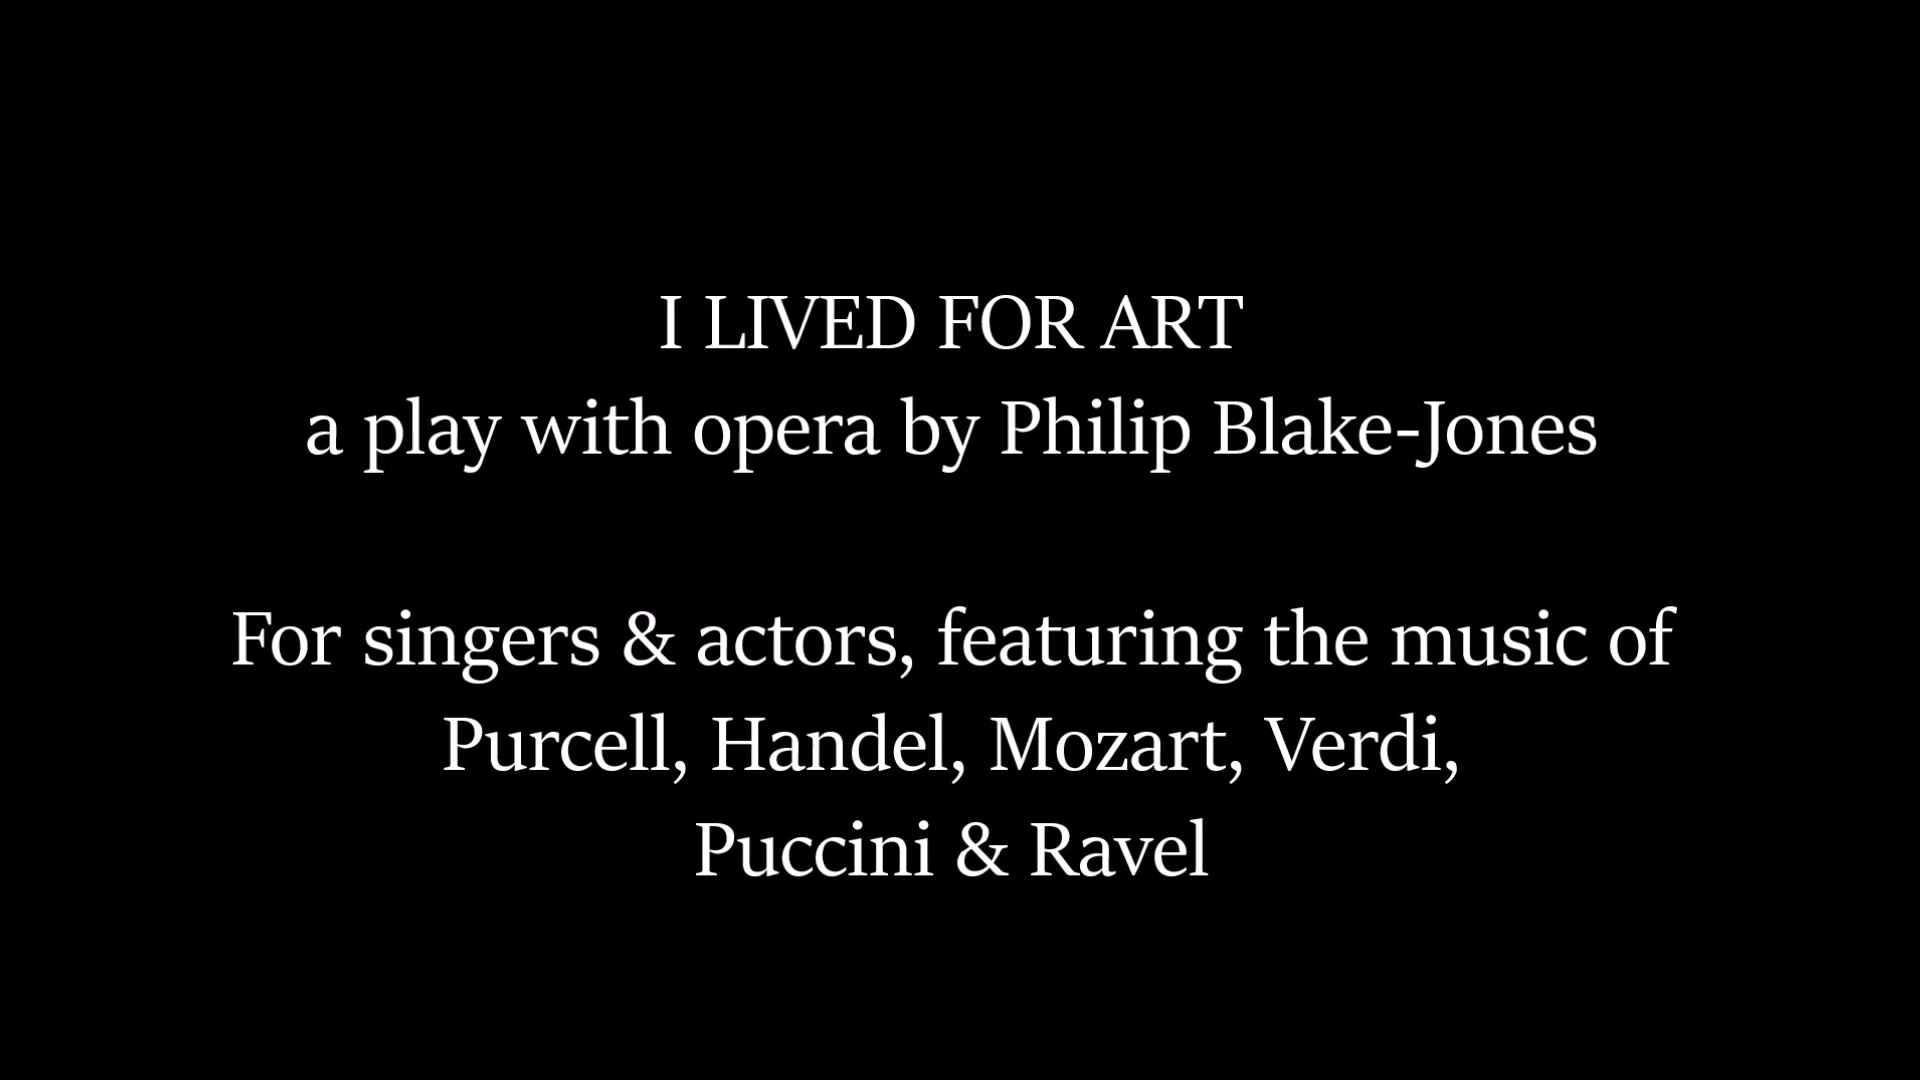 I LIVED FOR ART
a play with opera by Philip Blake-Jones
For singers & actors, featuring the music of
Purcell, Handel, Mozart, Verdi,
Puccini & Ravel